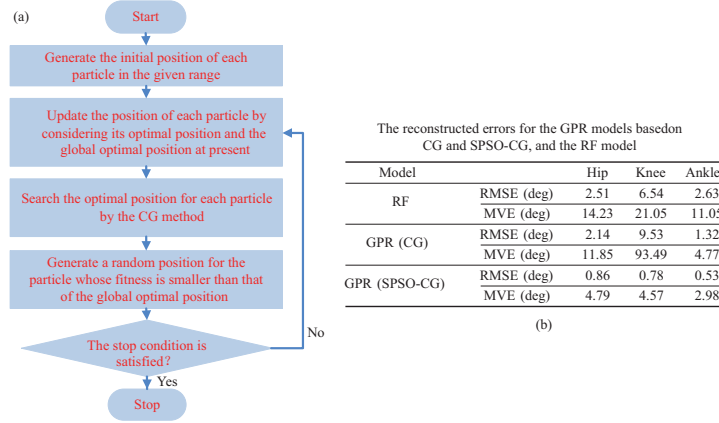 (a)
Start
Generate the initial position of each
particle in the given range
Update the position of each particle by
considering its optimal position and the
global optimal position at present
Search the optimal position for each particle
by the CG method
Generate a random position for the
particle whose fitness is smaller than that
of the global optimal position
The stop condition is
satisfied?
No
Yes
Stop
The reconstructed errors for the GPR models basedon
CG and SPSO-CG, and the RF model
Model Hip Knee Ankle
RF RMSE (deg) 2.51 6.54 2.63
MVE (deg) 14.23 21.05 11.05
GPR (CG) RMSE (deg) 2.14 9.53 1.32
MVE (deg) 11.85 93.49 4.77
GPR (SPSO-CG) RMSE (deg) 0.86 0.78 0.53
MVE (deg) 4.79 4.57 2.98
(b)